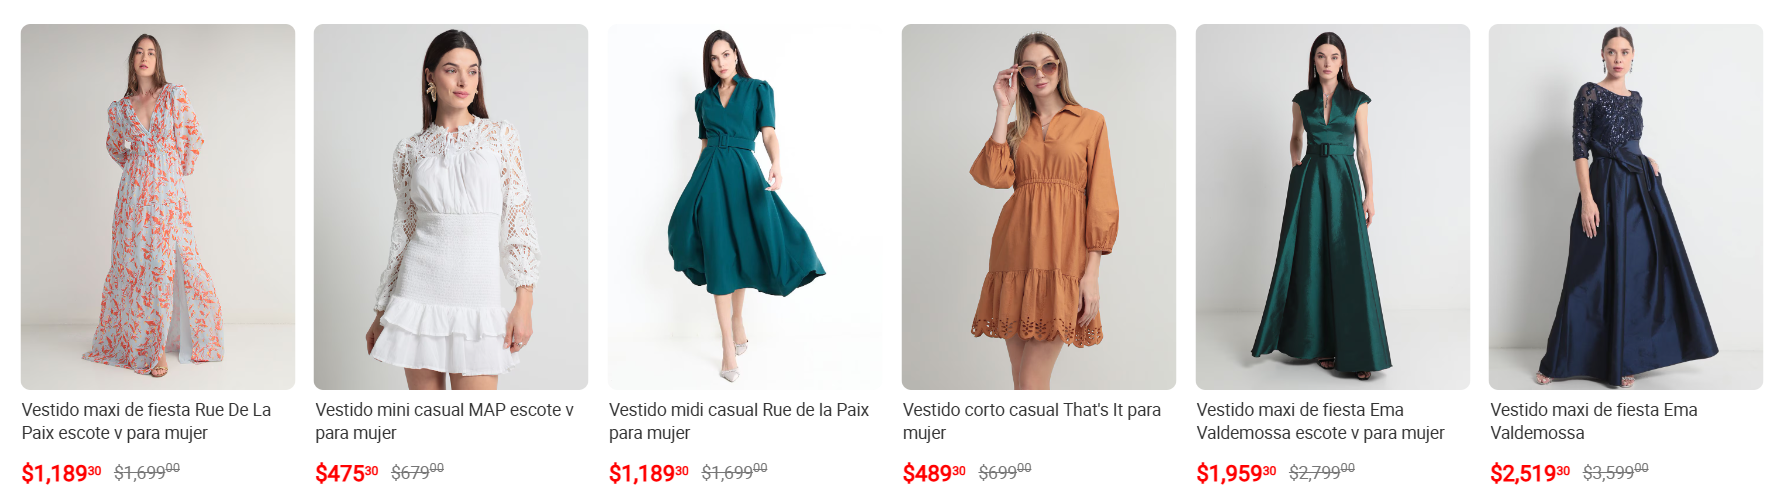 Vestido maxi de fiesta Rue De La
Paix escote v para mujer
$1,18930 $1,69900
Vestido mini casual MAP escote v
para mujer
$47530 $67900
Vestido midi casual Rue de la Paix
para mujer
$1,18930 $1,69900
Vestido corto casual That's It para
mujer
$48930 $69900
Vestido maxi de fiesta Ema
Valdemossa escote v para mujer
$1,95930 $2,79900
Vestido maxi de fiesta Ema
Valdemossa
$2,51930 $3,59900